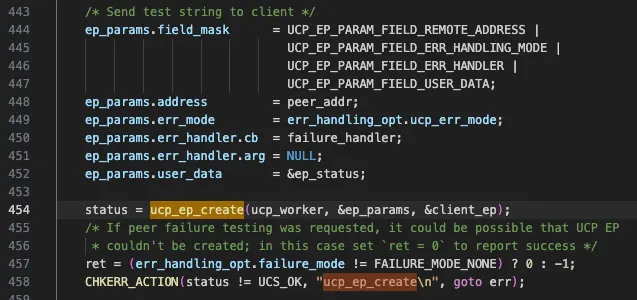 443 /* Send test string to client */
444 ep_params.field_mask = UCP_EP_PARAM_FIELD_REMOTE_ADDRESS |
445 UCP_EP_PARAM_FIELD_ERR_HANDLING_MODE |
446 UCP_EP_PARAM_FIELD_ERR_HANDLER |
447 UCP_EP_PARAM_FIELD_USER_DATA;
448 ep_params.address = peer_addr;
449 ep_params.err_mode = err_handling_opt.ucp_err_mode;
450 ep_params.err_handler.cb = failure_handler;
451 ep_params.err_handler.arg = NULL;
452 ep_params.user_data = &ep_status;
453
454 status = ucp_ep_create(ucp_worker, &ep_params, &client_ep);
455 /* If peer failure testing was requested, it could be possible that UCP EP
456 * couldn't be created; in this case set `ret = 0` to report success */
457 ret = (err_handling_opt.failure_mode != FAILURE_MODE_NONE) ? 0 : -1;
458 CHKERR_ACTION(status != UCS_OK, "ucp_ep_create\n", goto err);